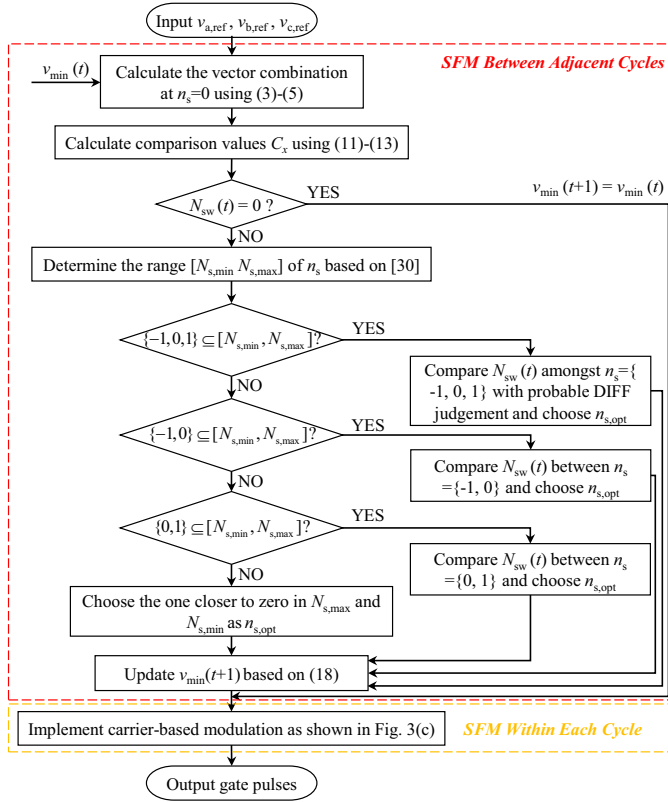 Input v_a,ref, v_b,ref, v_c,ref
SFM Between Adjacent Cycles
v_min (t)
Calculate the vector combination
at n_s=0 using (3)-(5)
Calculate comparison values C_x using (11)-(13)
N_sw (t) = 0 ?
YES
v_min (t+1) = v_min (t)
NO
Determine the range [N_s,min N_s,max] of n_s based on [30]
{−1,0,1} ⊆ [N_s,min, N_s,max]?
YES
Compare N_sw (t) amongst n_s={
-1, 0, 1} with probable DIFF
judgement and choose n_s,opt
NO
{−1,0} ⊆ [N_s,min, N_s,max]?
YES
Compare N_sw (t) between n_s
={-1, 0} and choose n_s,opt
NO
{0,1} ⊆ [N_s,min, N_s,max]?
YES
Compare N_sw (t) between n_s
={0, 1} and choose n_s,opt
NO
Choose the one closer to zero in N_s,max and
N_s,min as n_s,opt
Update v_min(t+1) based on (18)
Implement carrier-based modulation as shown in Fig. 3(c)
SFM Within Each Cycle
Output gate pulses